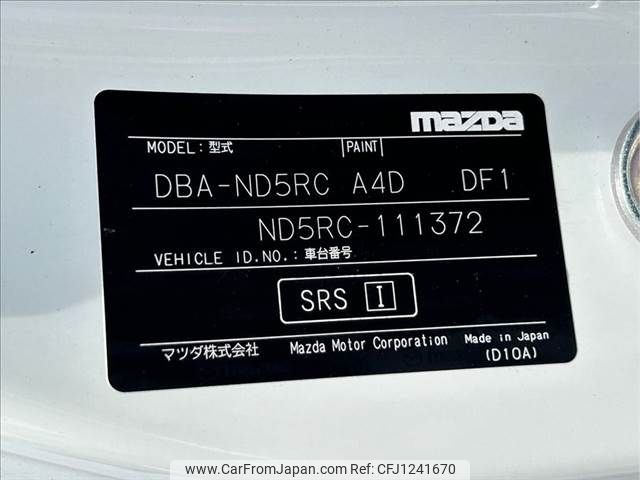 mazda
MODEL：型式 PAINT
DBA-ND5RC A4D DF1
ND5RC-111372
VEHICLE ID.NO.：車台番号
SRS I
マツダ株式会社 Mazda Motor Corporation Made in Japan
(D10A)
www.CarFromJapan.com - CFJ1241670